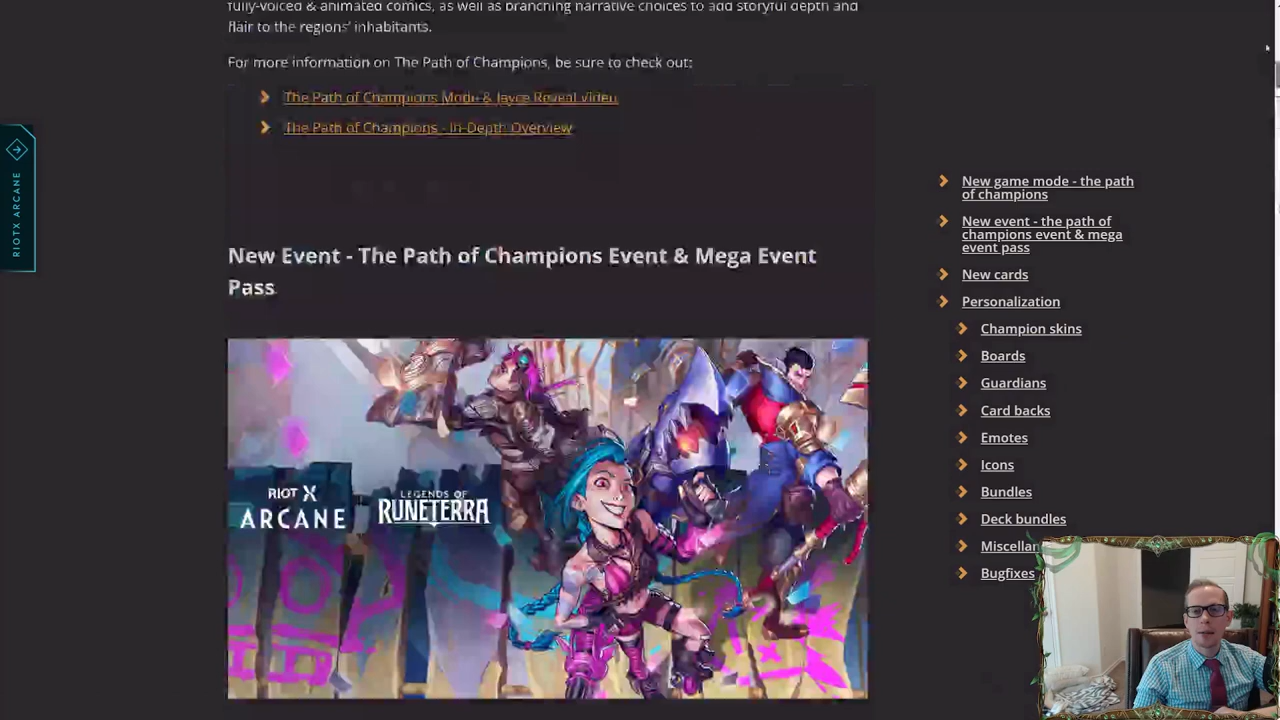 fully-voiced & animated comics, as well as branching narrative choices to add storyful depth and
flair to the regions' inhabitants.
For more information on The Path of Champions, be sure to check out:
The Path of Champions Mode & Jayce Reveal Video
The Path of Champions - In-Depth Overview
RIOTX ARCANE
New Event - The Path of Champions Event & Mega Event
Pass
RIOT X
ARCANE
LEGENDS OF
RUNETERRA
New game mode - the path
of champions
New event - the path of
champions event & mega
event pass
New cards
Personalization
Champion skins
Boards
Guardians
Card backs
Emotes
Icons
Bundles
Deck bundles
Miscellan
Bugfixes